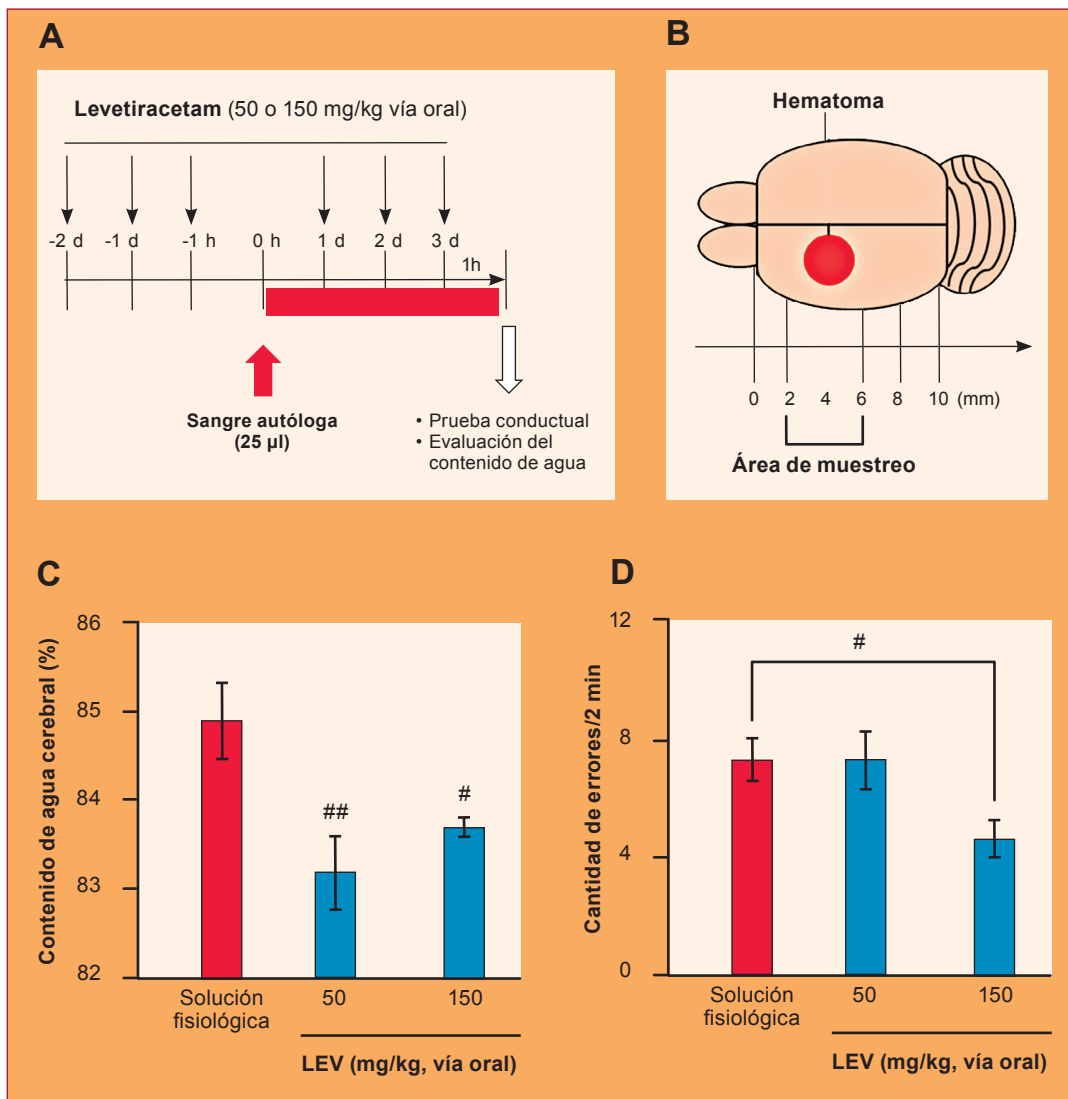 A
Levetiracetam (50 o 150 mg/kg vía oral)
-2 d -1 d -1 h 0 h 1 d 2 d 3 d
1h
Sangre autóloga
(25 µl)
• Prueba conductual
• Evaluación del
contenido de agua
B
Hematoma
0 2 4 6 8 10 (mm)
Área de muestreo
C
Contenido de agua cerebral (%)
86
85
84
83
82
##
#
Solución
fisiológica
50
150
LEV (mg/kg, vía oral)
D
Cantidad de errores/2 min
12
8
4
0
#
Solución
fisiológica
50
150
LEV (mg/kg, vía oral)